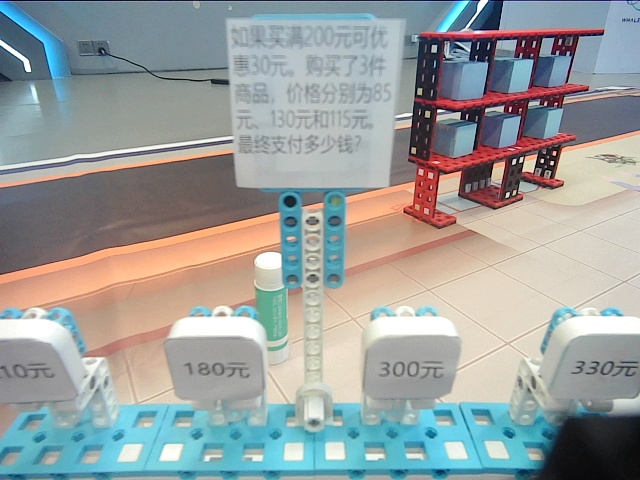 如果买满200元可优
惠30元。购买了3件
商品，价格分别为85
元、130元和115元。
最终支付多少钱?
10元
180元
300元
330元